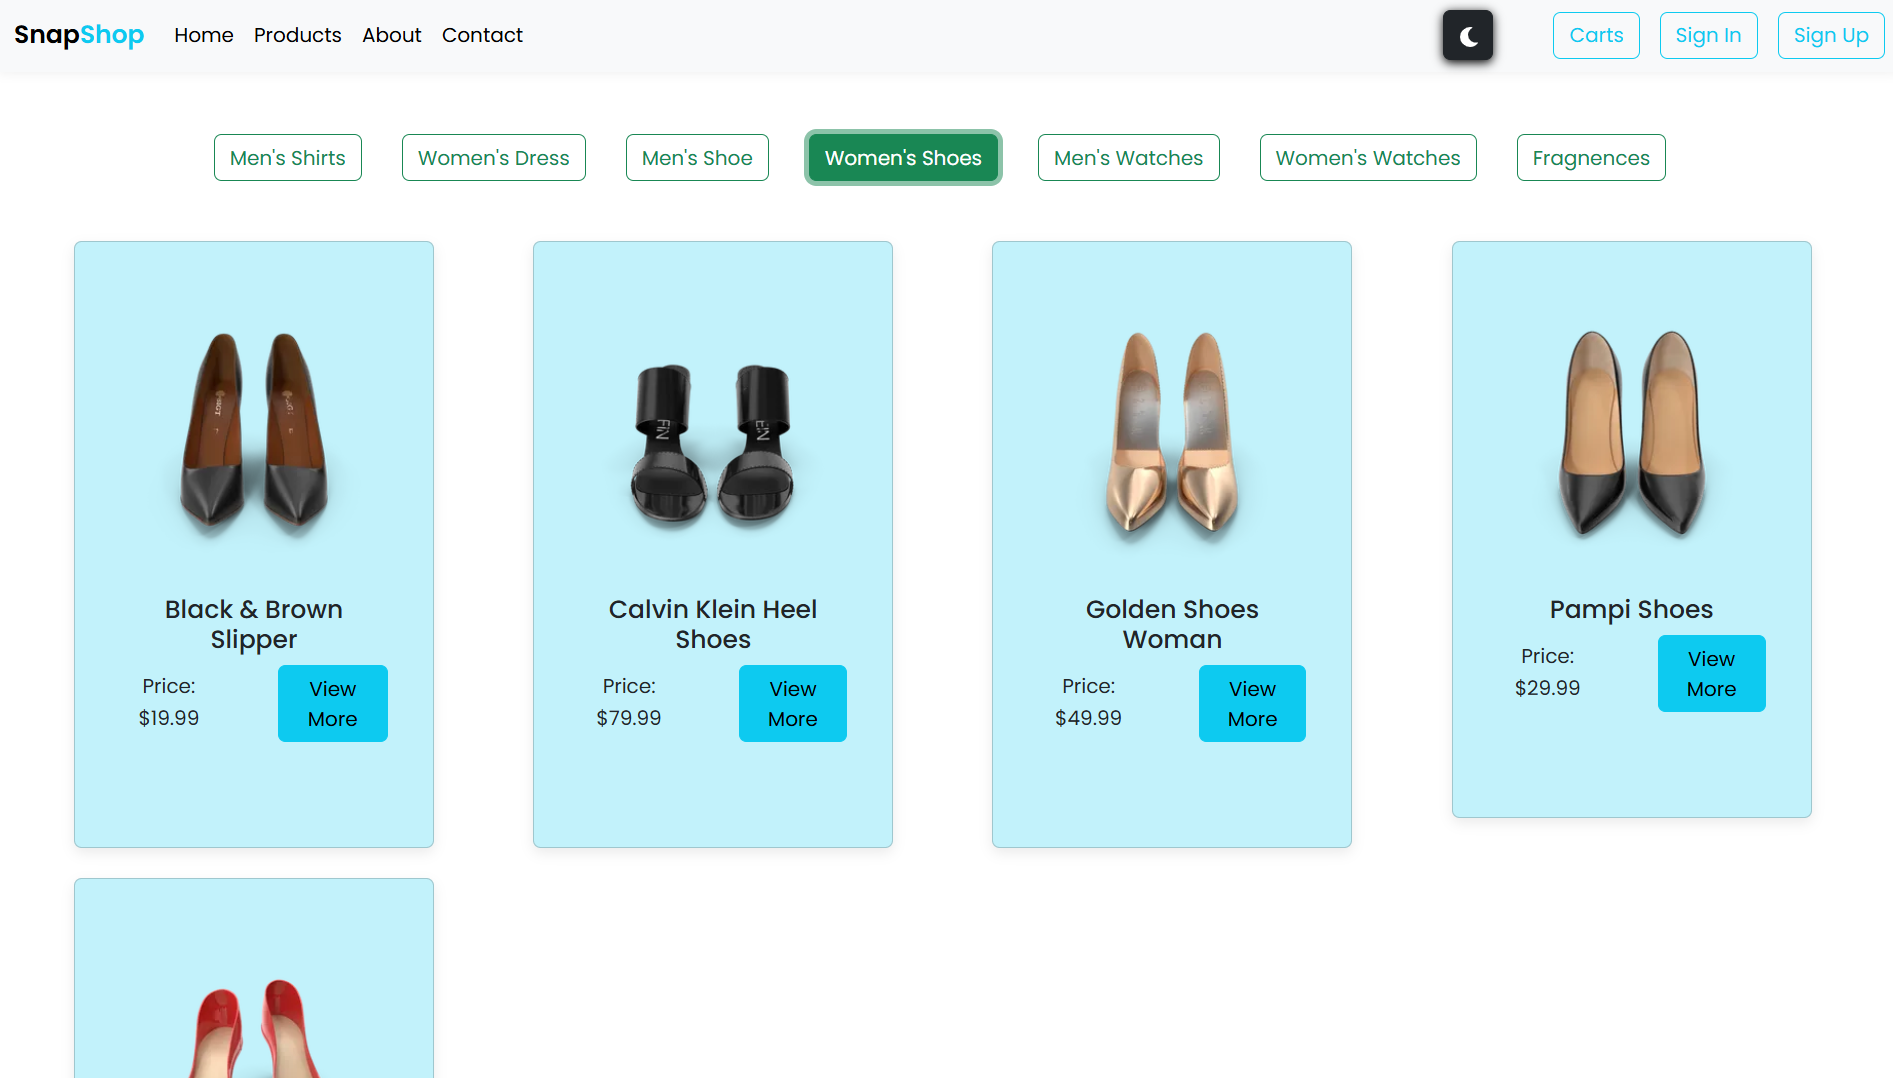 SnapShop Home Products About Contact Carts Sign In Sign Up
Men's Shirts Women's Dress Men's Shoe Women's Shoes Men's Watches Women's Watches Fragnences
Black & Brown
Slipper
Price:
$19.99
View
More
Calvin Klein Heel
Shoes
Price:
$79.99
View
More
Golden Shoes
Woman
Price:
$49.99
View
More
Pampi Shoes
Price:
$29.99
View
More